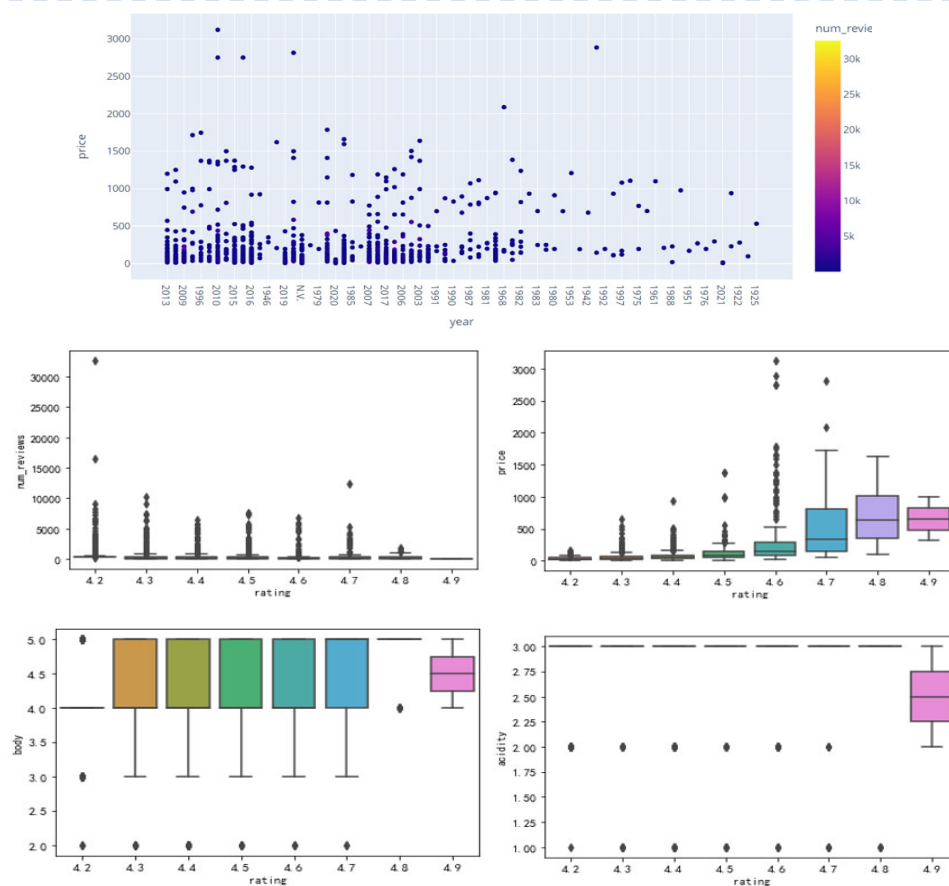 num_revie
3000
2500
2000
1500
1000
500
0
price
30k
25k
20k
15k
10k
5k
2013 2009 1996 2010 2015 2016 1946 2019 N.V. 1979 2020 1985 2007 2017 2006 2003 1991 1990 1987 1981 1968 1982 1983 1980 1953 1942 1992 1997 1975 1961 1988 1951 1976 2021 1922 1925
year
30000
25000
20000
15000
10000
5000
0
num_reviews
4.2 4.3 4.4 4.5 4.6 4.7 4.8 4.9
rating
3000
2500
2000
1500
1000
500
0
price
4.2 4.3 4.4 4.5 4.6 4.7 4.8 4.9
rating
5.0
4.5
4.0
3.5
3.0
2.5
2.0
body
4.2 4.3 4.4 4.5 4.6 4.7 4.8 4.9
rating
3.00
2.75
2.50
2.25
2.00
1.75
1.50
1.25
1.00
acidity
4.2 4.3 4.4 4.5 4.6 4.7 4.8 4.9
rating